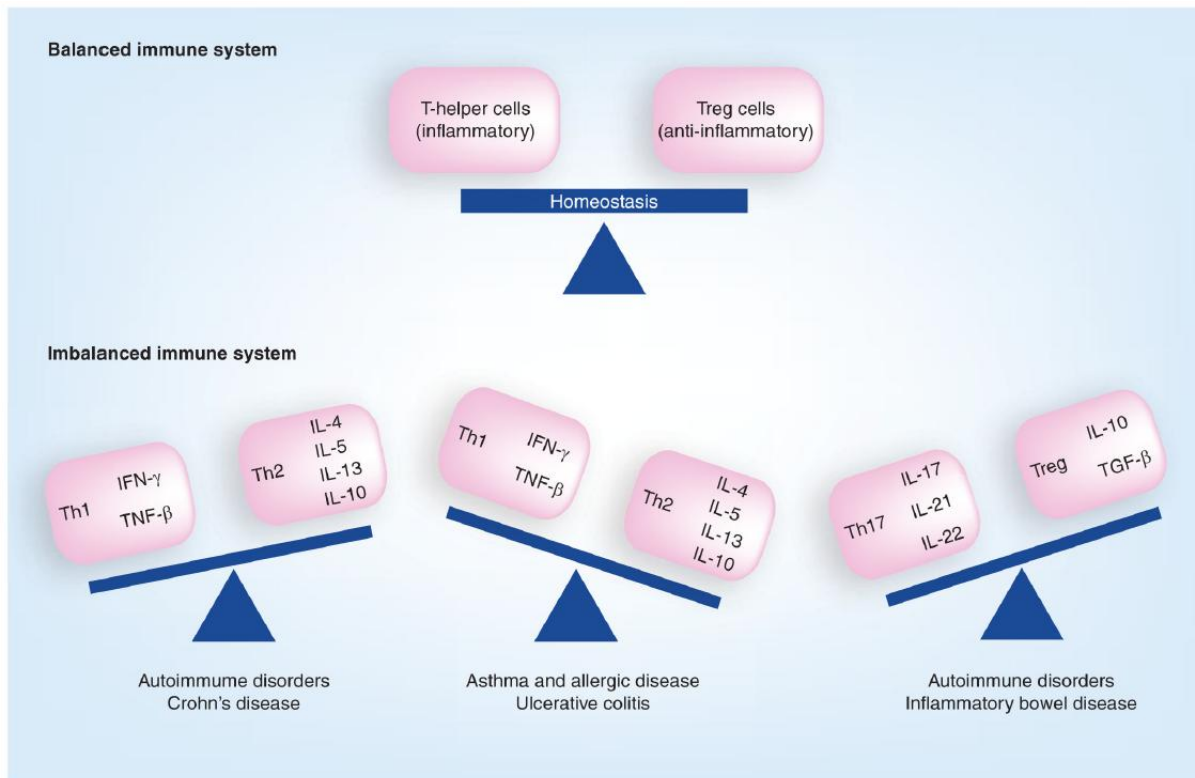 Balanced immune system
T-helper cells
(inflammatory)
Treg cells
(anti-inflammatory)
Homeostasis
Imbalanced immune system
Th1
IFN-γ
TNF-β
Th2
IL-4
IL-5
IL-13
IL-10
Autoimmume disorders
Crohn's disease
Th1
IFN-γ
TNF-β
Th2
IL-4
IL-5
IL-13
IL-10
Asthma and allergic disease
Ulcerative colitis
Th17
IL-17
IL-21
IL-22
Treg
IL-10
TGF-β
Autoimmune disorders
Inflammatory bowel disease